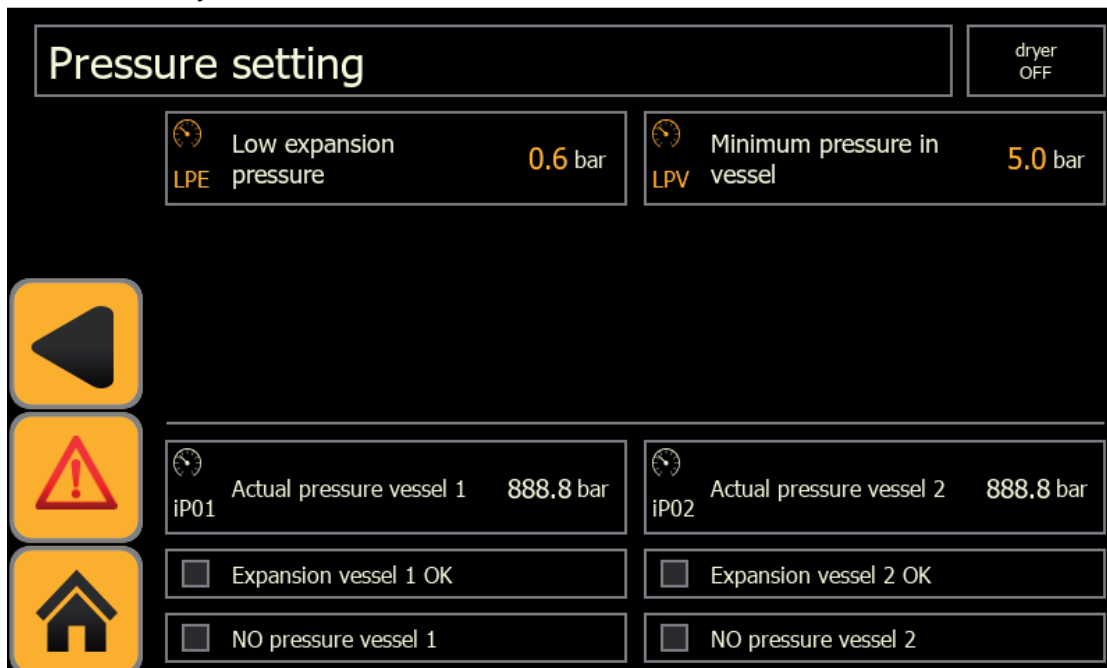 Pressure setting
dryer
OFF
LPE
Low expansion
pressure
0.6 bar
LPV
Minimum pressure in
vessel
5.0 bar
iP01
Actual pressure vessel 1
888.8 bar
iP02
Actual pressure vessel 2
888.8 bar
Expansion vessel 1 OK
Expansion vessel 2 OK
NO pressure vessel 1
NO pressure vessel 2